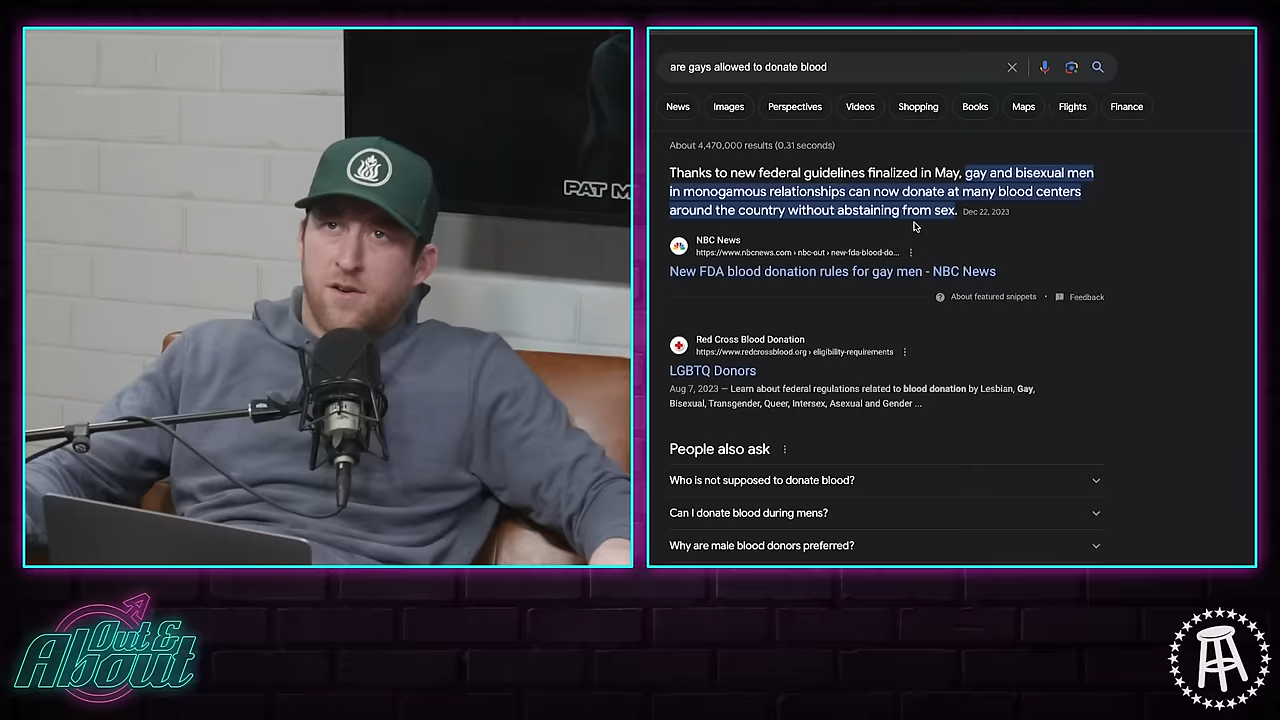 PAT M
are gays allowed to donate blood
News Images Perspectives Videos Shopping Books Maps Flights Finance
About 4,470,000 results (0.31 seconds)
Thanks to new federal guidelines finalized in May, gay and bisexual men
in monogamous relationships can now donate at many blood centers
around the country without abstaining from sex. Dec 22, 2023
NBC News
https://www.nbcnews.com › nbc-out › new-fda-blood-do...
New FDA blood donation rules for gay men - NBC News
About featured snippets • Feedback
Red Cross Blood Donation
https://www.redcrossblood.org › eligibility-requirements
LGBTQ Donors
Aug 7, 2023 — Learn about federal regulations related to blood donation by Lesbian, Gay,
Bisexual, Transgender, Queer, Intersex, Asexual and Gender ...
People also ask
Who is not supposed to donate blood?
Can I donate blood during mens?
Why are male blood donors preferred?
Out &
About